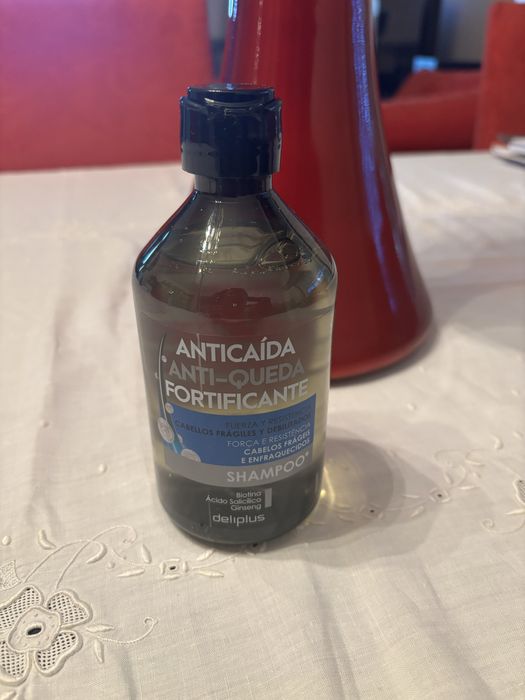 ANTICAÍDA
ANTI-QUEDA
FORTIFICANTE
FUERZA Y RESISTENCIA
CABELLOS FRÁGILES Y DEBILITADOS
FORÇA E RESISTÊNCIA
CABELOS FRÁGEIS
E ENFRAQUECIDOS
SHAMPOO*
Biotina
Ácido Salicílico
Ginseng
deliplus